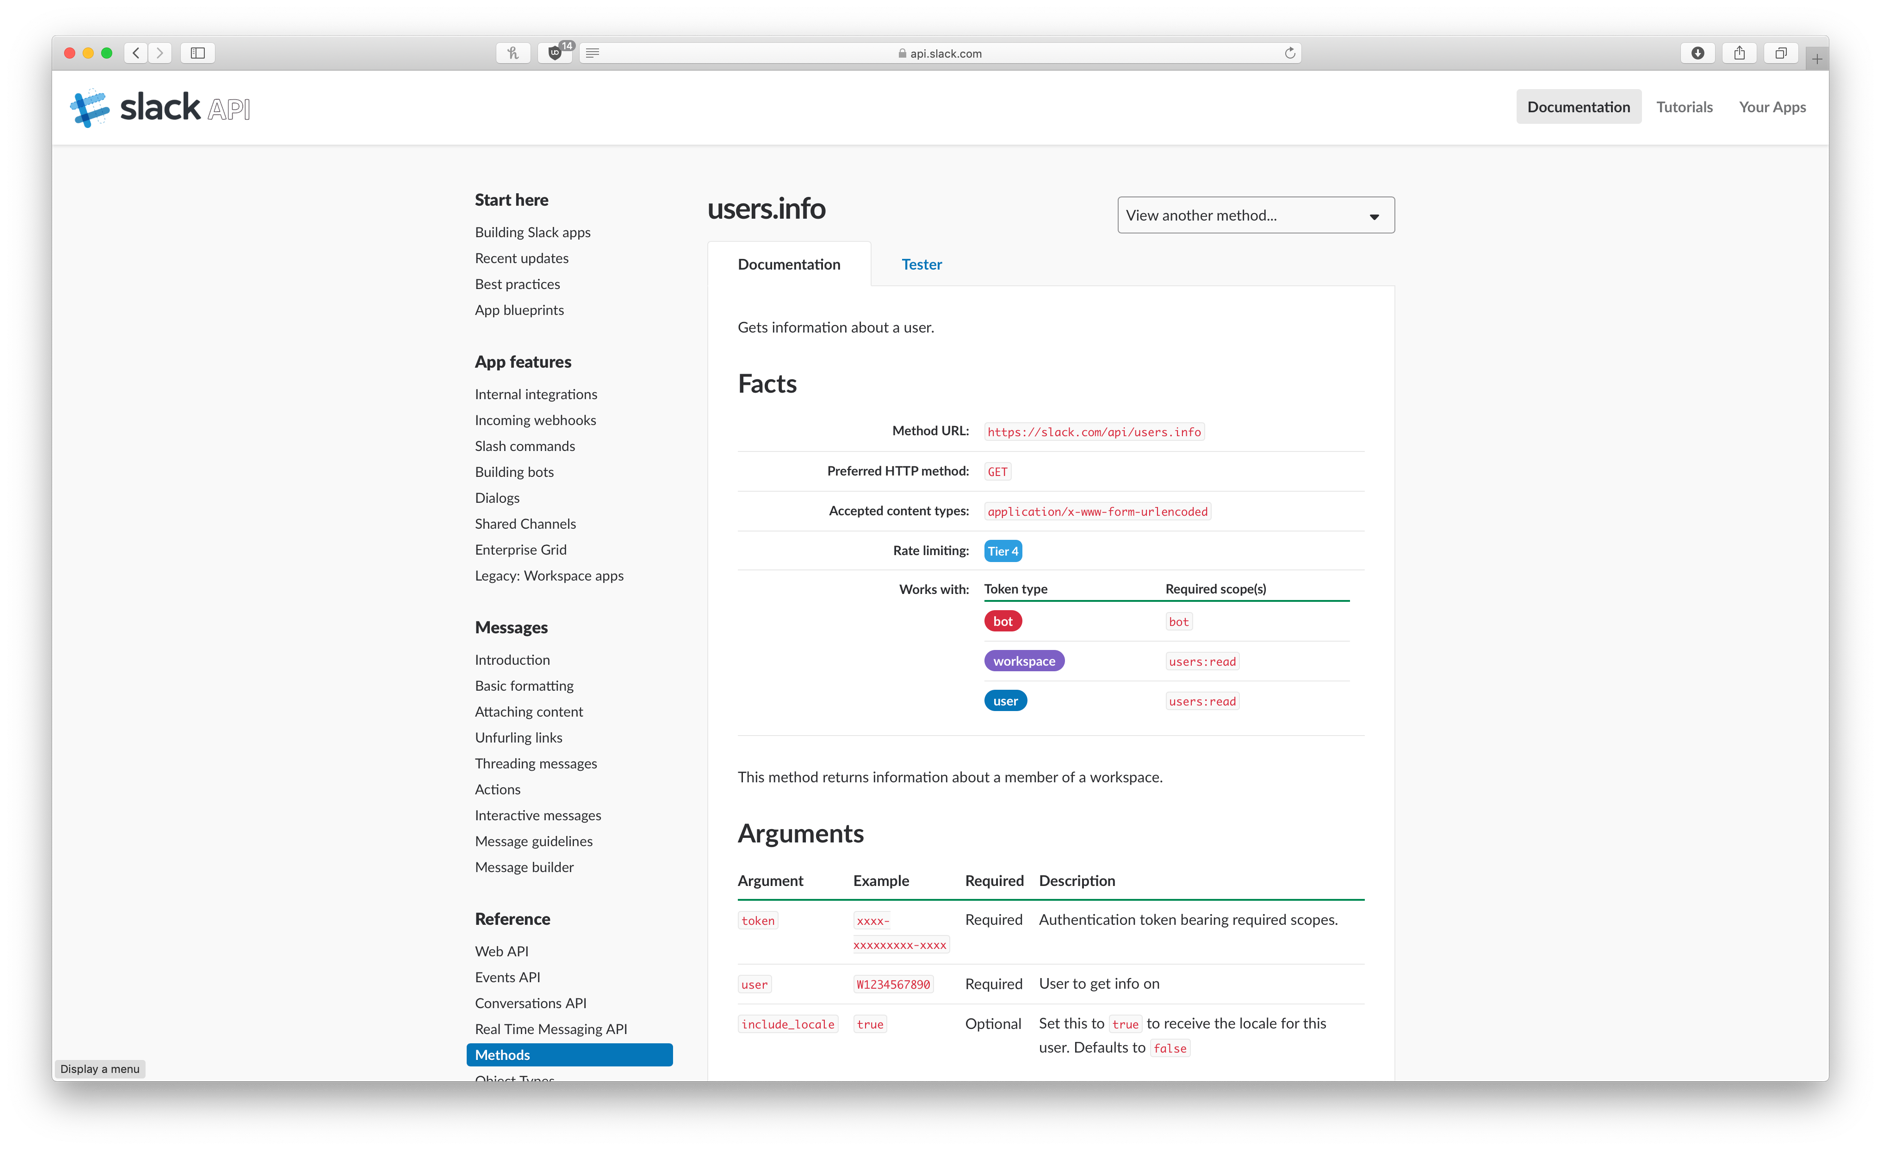 14
api.slack.com
slack API
Documentation
Tutorials
Your Apps
Start here
Building Slack apps
Recent updates
Best practices
App blueprints
App features
Internal integrations
Incoming webhooks
Slash commands
Building bots
Dialogs
Shared Channels
Enterprise Grid
Legacy: Workspace apps
Messages
Introduction
Basic formatting
Attaching content
Unfurling links
Threading messages
Actions
Interactive messages
Message guidelines
Message builder
Reference
Web API
Events API
Conversations API
Real Time Messaging API
Methods
Object Types
users.info
View another method...
Documentation
Tester
Gets information about a user.
Facts
Method URL: https://slack.com/api/users.info
Preferred HTTP method: GET
Accepted content types: application/x-www-form-urlencoded
Rate limiting: Tier 4
Works with: Token type Required scope(s)
bot bot
workspace users:read
user users:read
This method returns information about a member of a workspace.
Arguments
Argument Example Required Description
token xxxx- Required Authentication token bearing required scopes.
xxxxxxxxx-xxxx
user W1234567890 Required User to get info on
include_locale true Optional Set this to true to receive the locale for this
user. Defaults to false
Display a menu